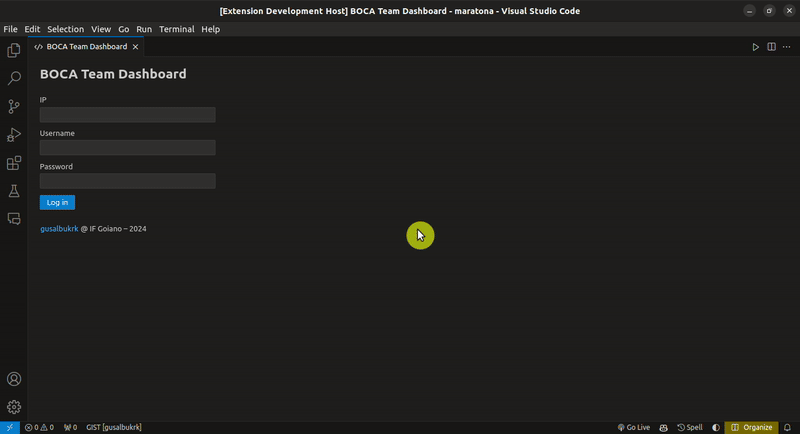 [Extension Development Host] BOCA Team Dashboard - maratona - Visual Studio Code
File Edit Selection View Go Run Terminal Help
BOCA Team Dashboard
BOCA Team Dashboard
IP
Username
Password
Log in
gusalbukrk @ IF Goiano – 2024
0 0 0 GIST [gusalbukrk] Go Live Spell Organize